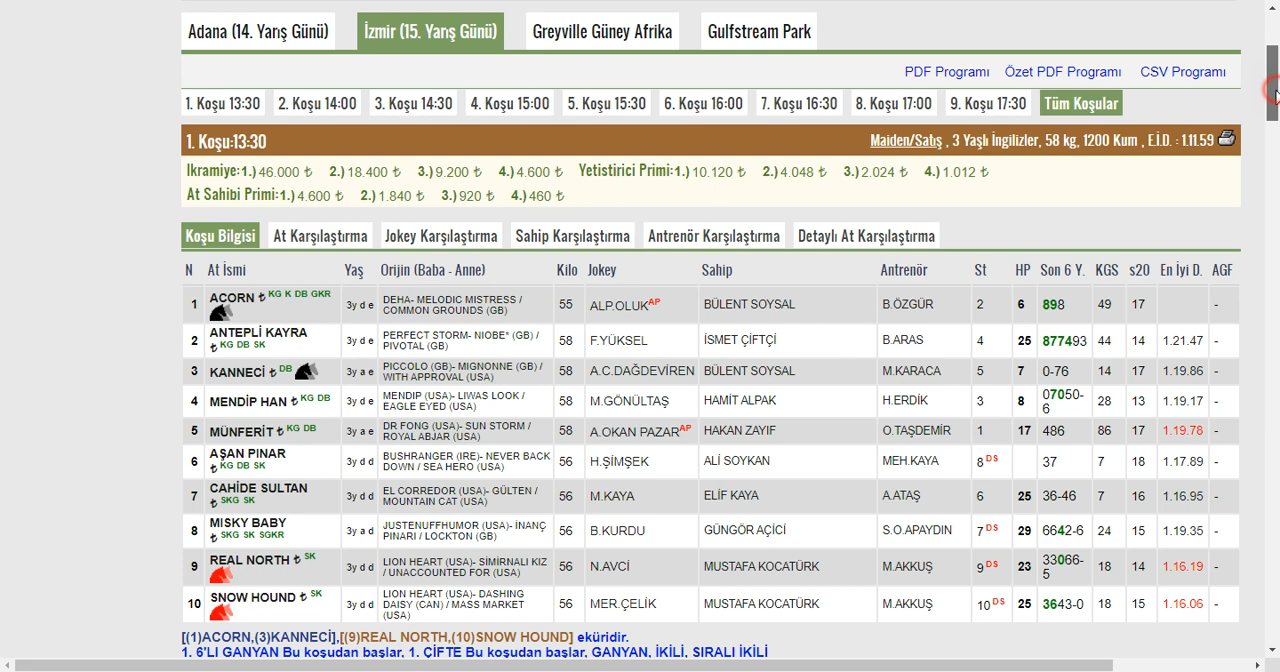 Adana (14. Yarış Günü) İzmir (15. Yarış Günü) Greyville Güney Afrika Gulfstream Park
PDF Programı Özet PDF Programı CSV Programı
1. Koşu 13:30 2. Koşu 14:00 3. Koşu 14:30 4. Koşu 15:00 5. Koşu 15:30 6. Koşu 16:00 7. Koşu 16:30 8. Koşu 17:00 9. Koşu 17:30 Tüm Koşular
1. Koşu:13:30 Maiden/Satış , 3 Yaşlı İngilizler, 58 kg, 1200 Kum , E.İ.D. : 1.11.59
Ikramiye:1.) 46.000 ₺ 2.) 18.400 ₺ 3.) 9.200 ₺ 4.) 4.600 ₺ Yetistirici Primi:1.) 10.120 ₺ 2.) 4.048 ₺ 3.) 2.024 ₺ 4.) 1.012 ₺
At Sahibi Primi:1.) 4.600 ₺ 2.) 1.840 ₺ 3.) 920 ₺ 4.) 460 ₺
Koşu Bilgisi At Karşılaştırma Jokey Karşılaştırma Sahip Karşılaştırma Antrenör Karşılaştırma Detaylı At Karşılaştırma
N At İsmi Yaş Orijin (Baba - Anne) Kilo Jokey Sahip Antrenör St HP Son 6 Y. KGS s20 En İyi D. AGF
1 ACORN ₺ KG K DB GKR 3y d e DEHA- MELODIC MISTRESS / COMMON GROUNDS (GB) 55 ALP.OLUK AP BÜLENT SOYSAL B.ÖZGÜR 2 6 898 49 17 -
2 ANTEPLİ KAYRA ₺ KG DB SK 3y d e PERFECT STORM- NIOBE* (GB) / PIVOTAL (GB) 58 F.YÜKSEL İSMET ÇİFTÇİ B.ARAS 4 25 877493 44 14 1.21.47 -
3 KANNECİ ₺ DB 3y a e PICCOLO (GB)- MIGNONNE (GB) / WITH APPROVAL (USA) 58 A.C.DAĞDEVİREN BÜLENT SOYSAL M.KARACA 5 7 0-76 14 17 1.19.86 -
4 MENDİP HAN ₺ KG DB 3y d e MENDIP (USA)- LIWAS LOOK / EAGLE EYED (USA) 58 M.GÖNÜLTAŞ HAMİT ALPAK H.ERDİK 3 8 07050-6 28 13 1.19.17 -
5 MÜNFERİT ₺ KG DB 3y a e DR FONG (USA)- SUN STORM / ROYAL ABJAR (USA) 58 A.OKAN PAZAR AP HAKAN ZAYIF O.TAŞDEMİR 1 17 486 86 17 1.19.78 -
6 AŞAN PINAR ₺ KG DB SK 3y d d BUSHRANGER (IRE)- NEVER BACK DOWN / SEA HERO (USA) 56 H.ŞİMŞEK ALİ SOYKAN MEH.KAYA 8 DS 37 7 18 1.17.89 -
7 CAHİDE SULTAN ₺ SKG SK 3y d d EL CORREDOR (USA)- GÜLTEN / MOUNTAIN CAT (USA) 56 M.KAYA ELİF KAYA A.ATAŞ 6 25 36-46 7 16 1.16.95 -
8 MISKY BABY ₺ SKG SK SGKR 3y a d JUSTENUFFHUMOR (USA)- İNANÇ PINARI / LOCKTON (GB) 56 B.KURDU GÜNGÖR AÇİCİ S.O.APAYDIN 7 DS 29 6642-6 24 15 1.19.35 -
9 REAL NORTH ₺ SK 3y d d LION HEART (USA)- SİMİRNALI KIZ / UNACCOUNTED FOR (USA) 56 N.AVCİ MUSTAFA KOCATÜRK M.AKKUŞ 9 DS 23 33066-5 18 14 1.16.19 -
10 SNOW HOUND ₺ SK 3y d d LION HEART (USA)- DASHING DAISY (CAN) / MASS MARKET (USA) 56 MER.ÇELİK MUSTAFA KOCATÜRK M.AKKUŞ 10 DS 25 3643-0 18 15 1.16.06 -
[(1)ACORN,(3)KANNECİ],[(9)REAL NORTH,(10)SNOW HOUND] eküridir.
1. 6'LI GANYAN Bu koşudan başlar, 1. ÇİFTE Bu koşudan başlar, GANYAN, İKİLİ, SIRALI İKİLİ